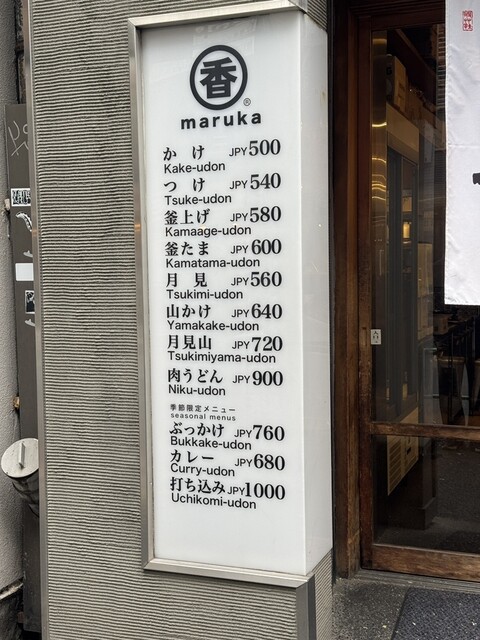 香®
maruka
かけ JPY500
Kake-udon
つけ JPY540
Tsuke-udon
釜上げ JPY580
Kamaage-udon
釜たま JPY600
Kamatama-udon
月見 JPY560
Tsukimi-udon
山かけ JPY640
Yamakake-udon
月見山 JPY720
Tsukimiyama-udon
肉うどん JPY900
Niku-udon
季節限定メニュー
seasonal menus
ぶっかけ JPY760
Bukkake-udon
カレー JPY680
Curry-udon
打ち込み JPY1000
Uchikomi-udon